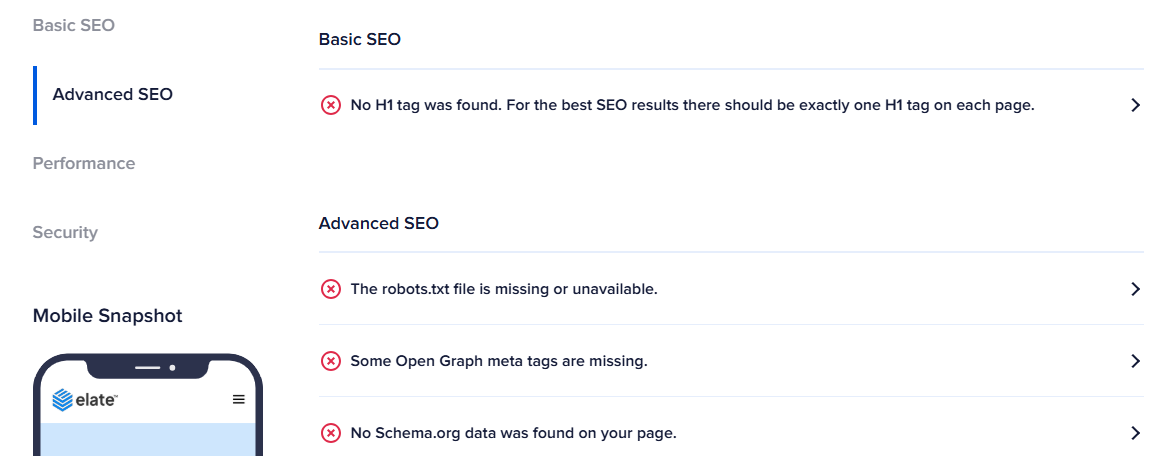 Basic SEO
Advanced SEO
Performance
Security
Mobile Snapshot
elate™
Basic SEO
No H1 tag was found. For the best SEO results there should be exactly one H1 tag on each page.
Advanced SEO
The robots.txt file is missing or unavailable.
Some Open Graph meta tags are missing.
No Schema.org data was found on your page.